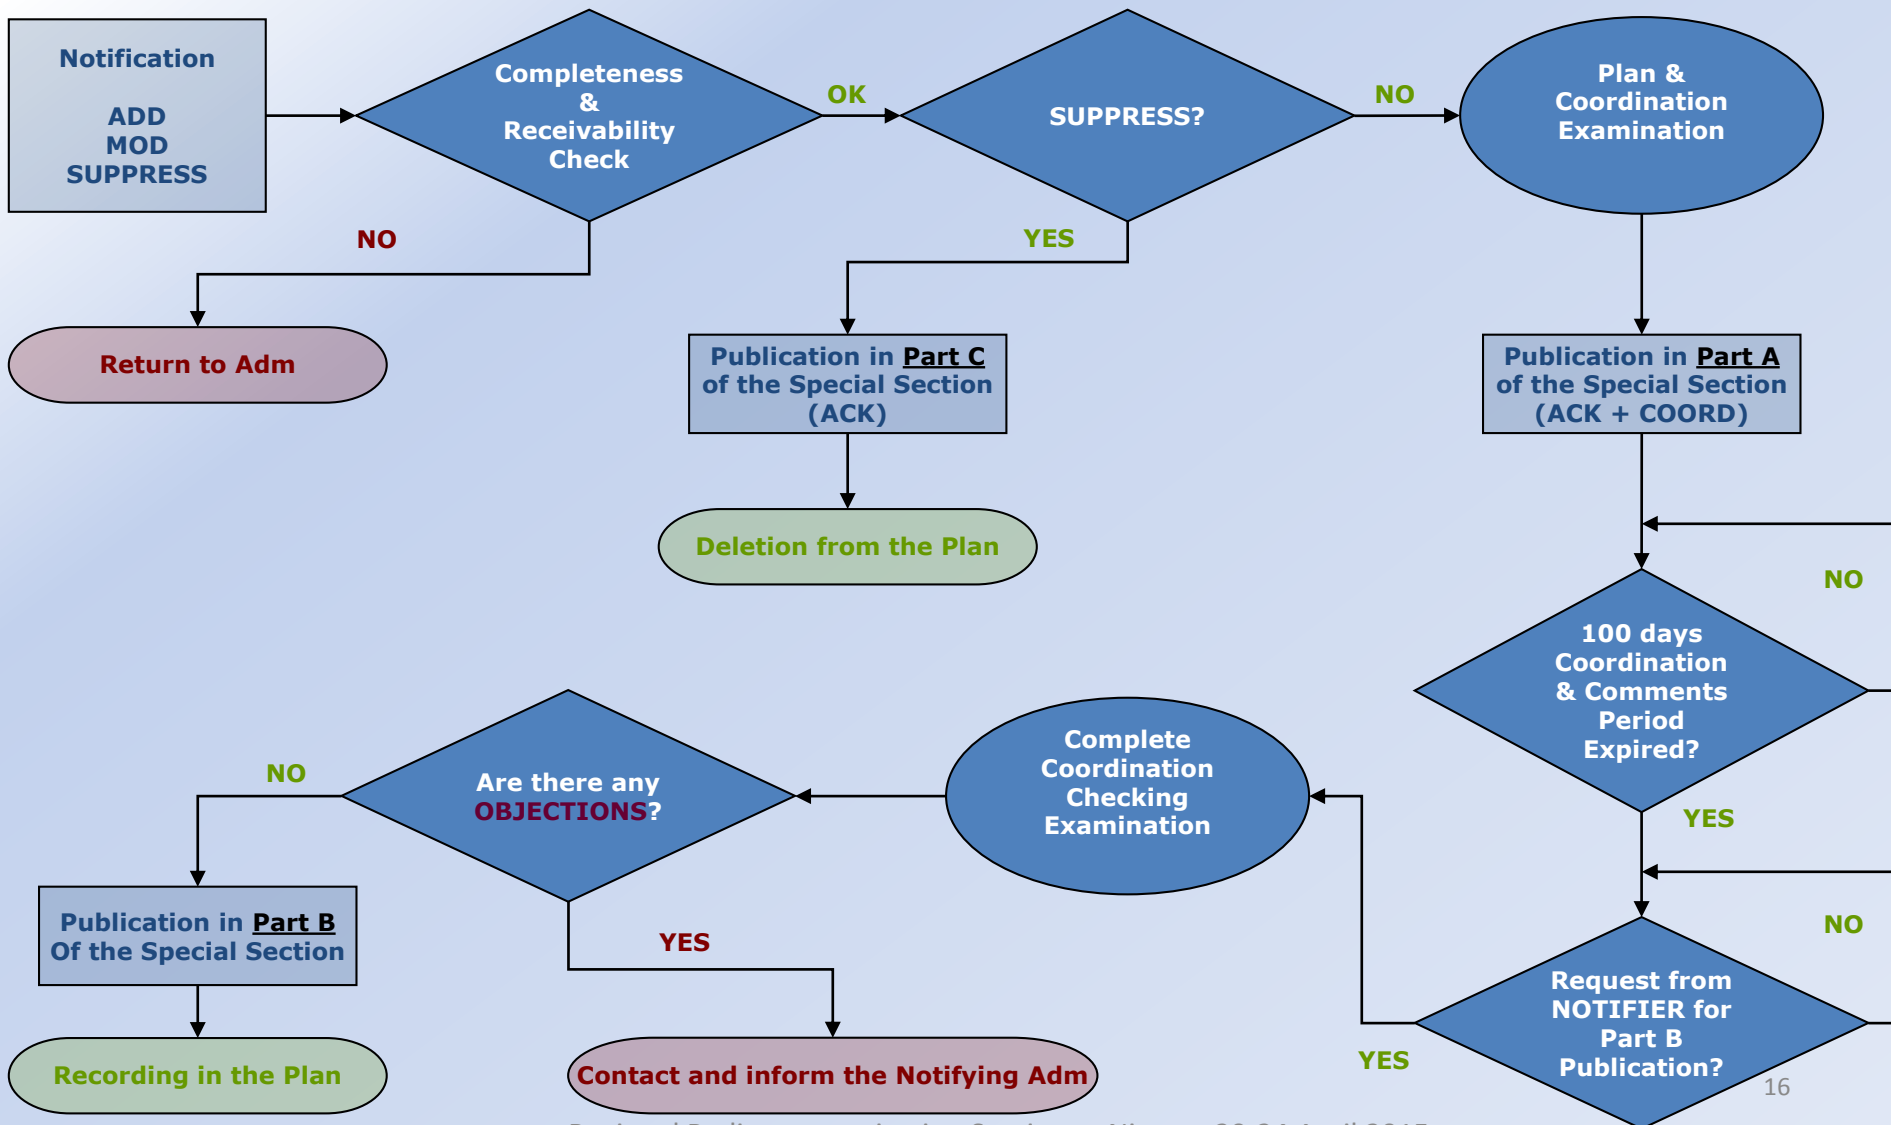 Notification
ADD
MOD
SUPPRESS
Completeness
&
Receivability
Check
OK
SUPPRESS?
NO
Plan &
Coordination
Examination
NO
YES
Return to Adm
Publication in Part C
of the Special Section
(ACK)
Publication in Part A
of the Special Section
(ACK + COORD)
Deletion from the Plan
NO
100 days
Coordination
& Comments
Period
Expired?
YES
NO
Request from
NOTIFIER for
Part B
Publication?
YES
Complete
Coordination
Checking
Examination
Are there any
OBJECTIONS?
NO
YES
Publication in Part B
Of the Special Section
Recording in the Plan
Contact and inform the Notifying Adm
16